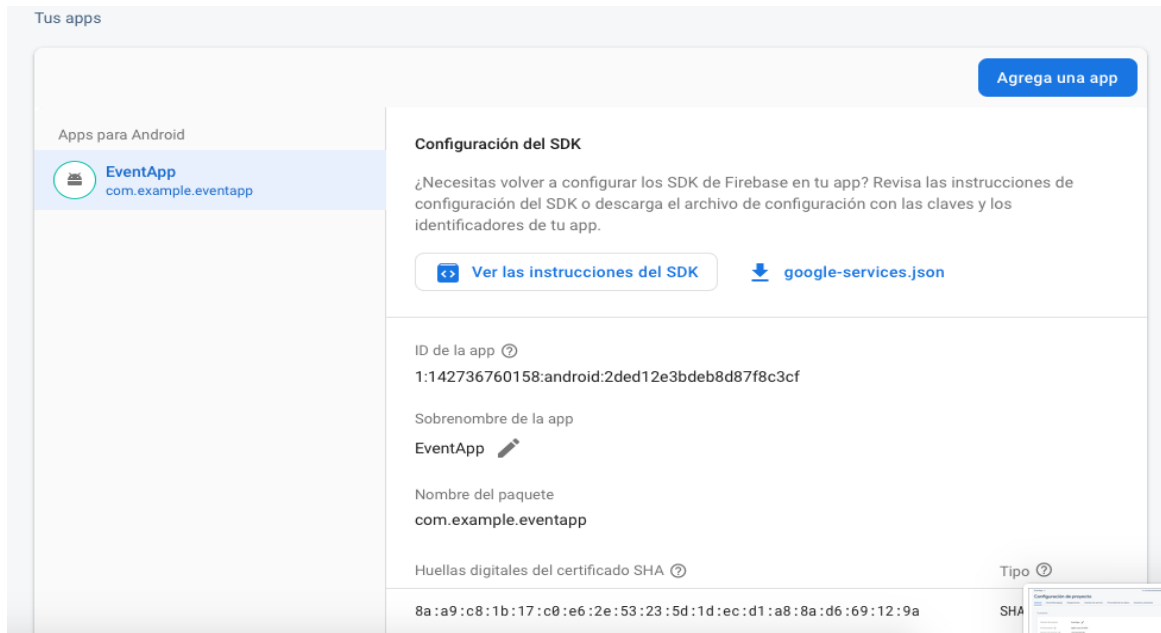 Tus apps
Agrega una app
Apps para Android
EventApp
com.example.eventapp
Configuración del SDK
¿Necesitas volver a configurar los SDK de Firebase en tu app? Revisa las instrucciones de
configuración del SDK o descarga el archivo de configuración con las claves y los
identificadores de tu app.
Ver las instrucciones del SDK
google-services.json
ID de la app
1:142736760158:android:2ded12e3bdeb8d87f8c3cf
Sobrenombre de la app
EventApp
Nombre del paquete
com.example.eventapp
Huellas digitales del certificado SHA
Tipo
8a:a9:c8:1b:17:c0:e6:2e:53:23:5d:1d:ec:d1:a8:8a:d6:69:12:9a
SHA
Configuración de proyecto